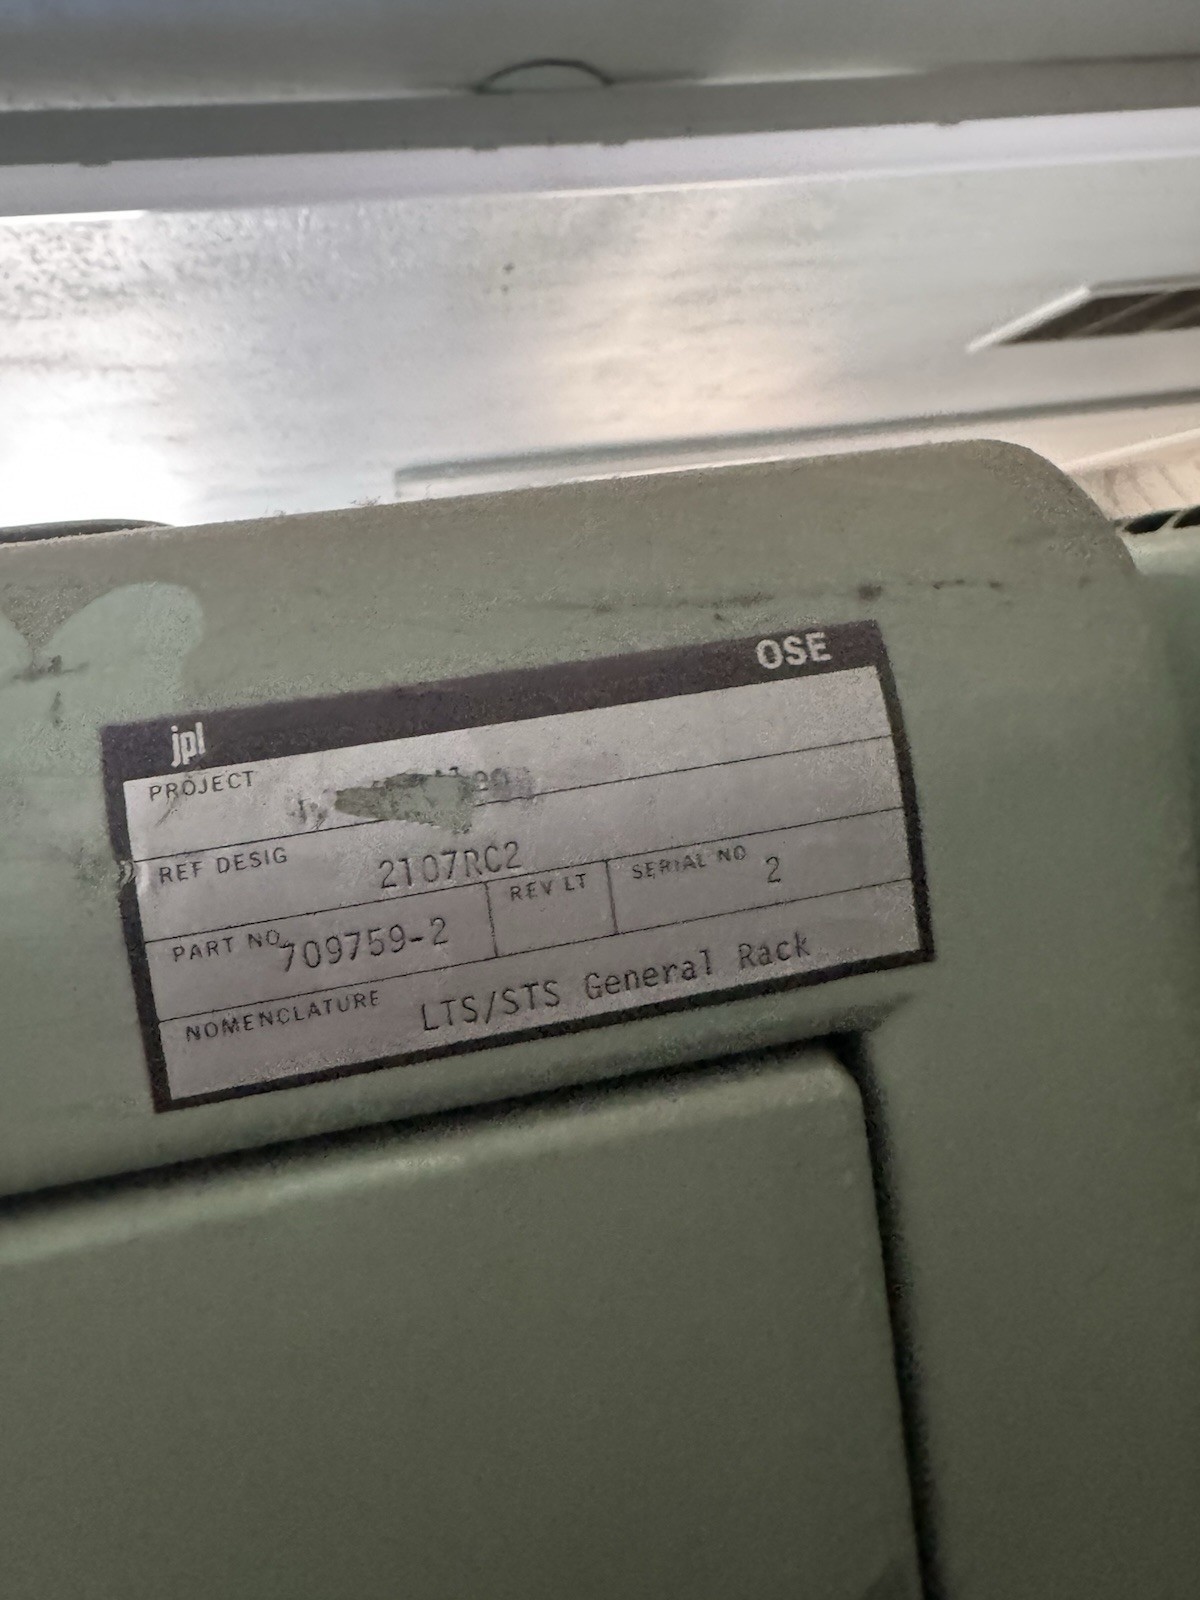 jpl OSE
PROJECT
REF DESIG 2107RC2
PART NO. 709759-2 REV LT SERIAL NO 2
NOMENCLATURE LTS/STS General Rack